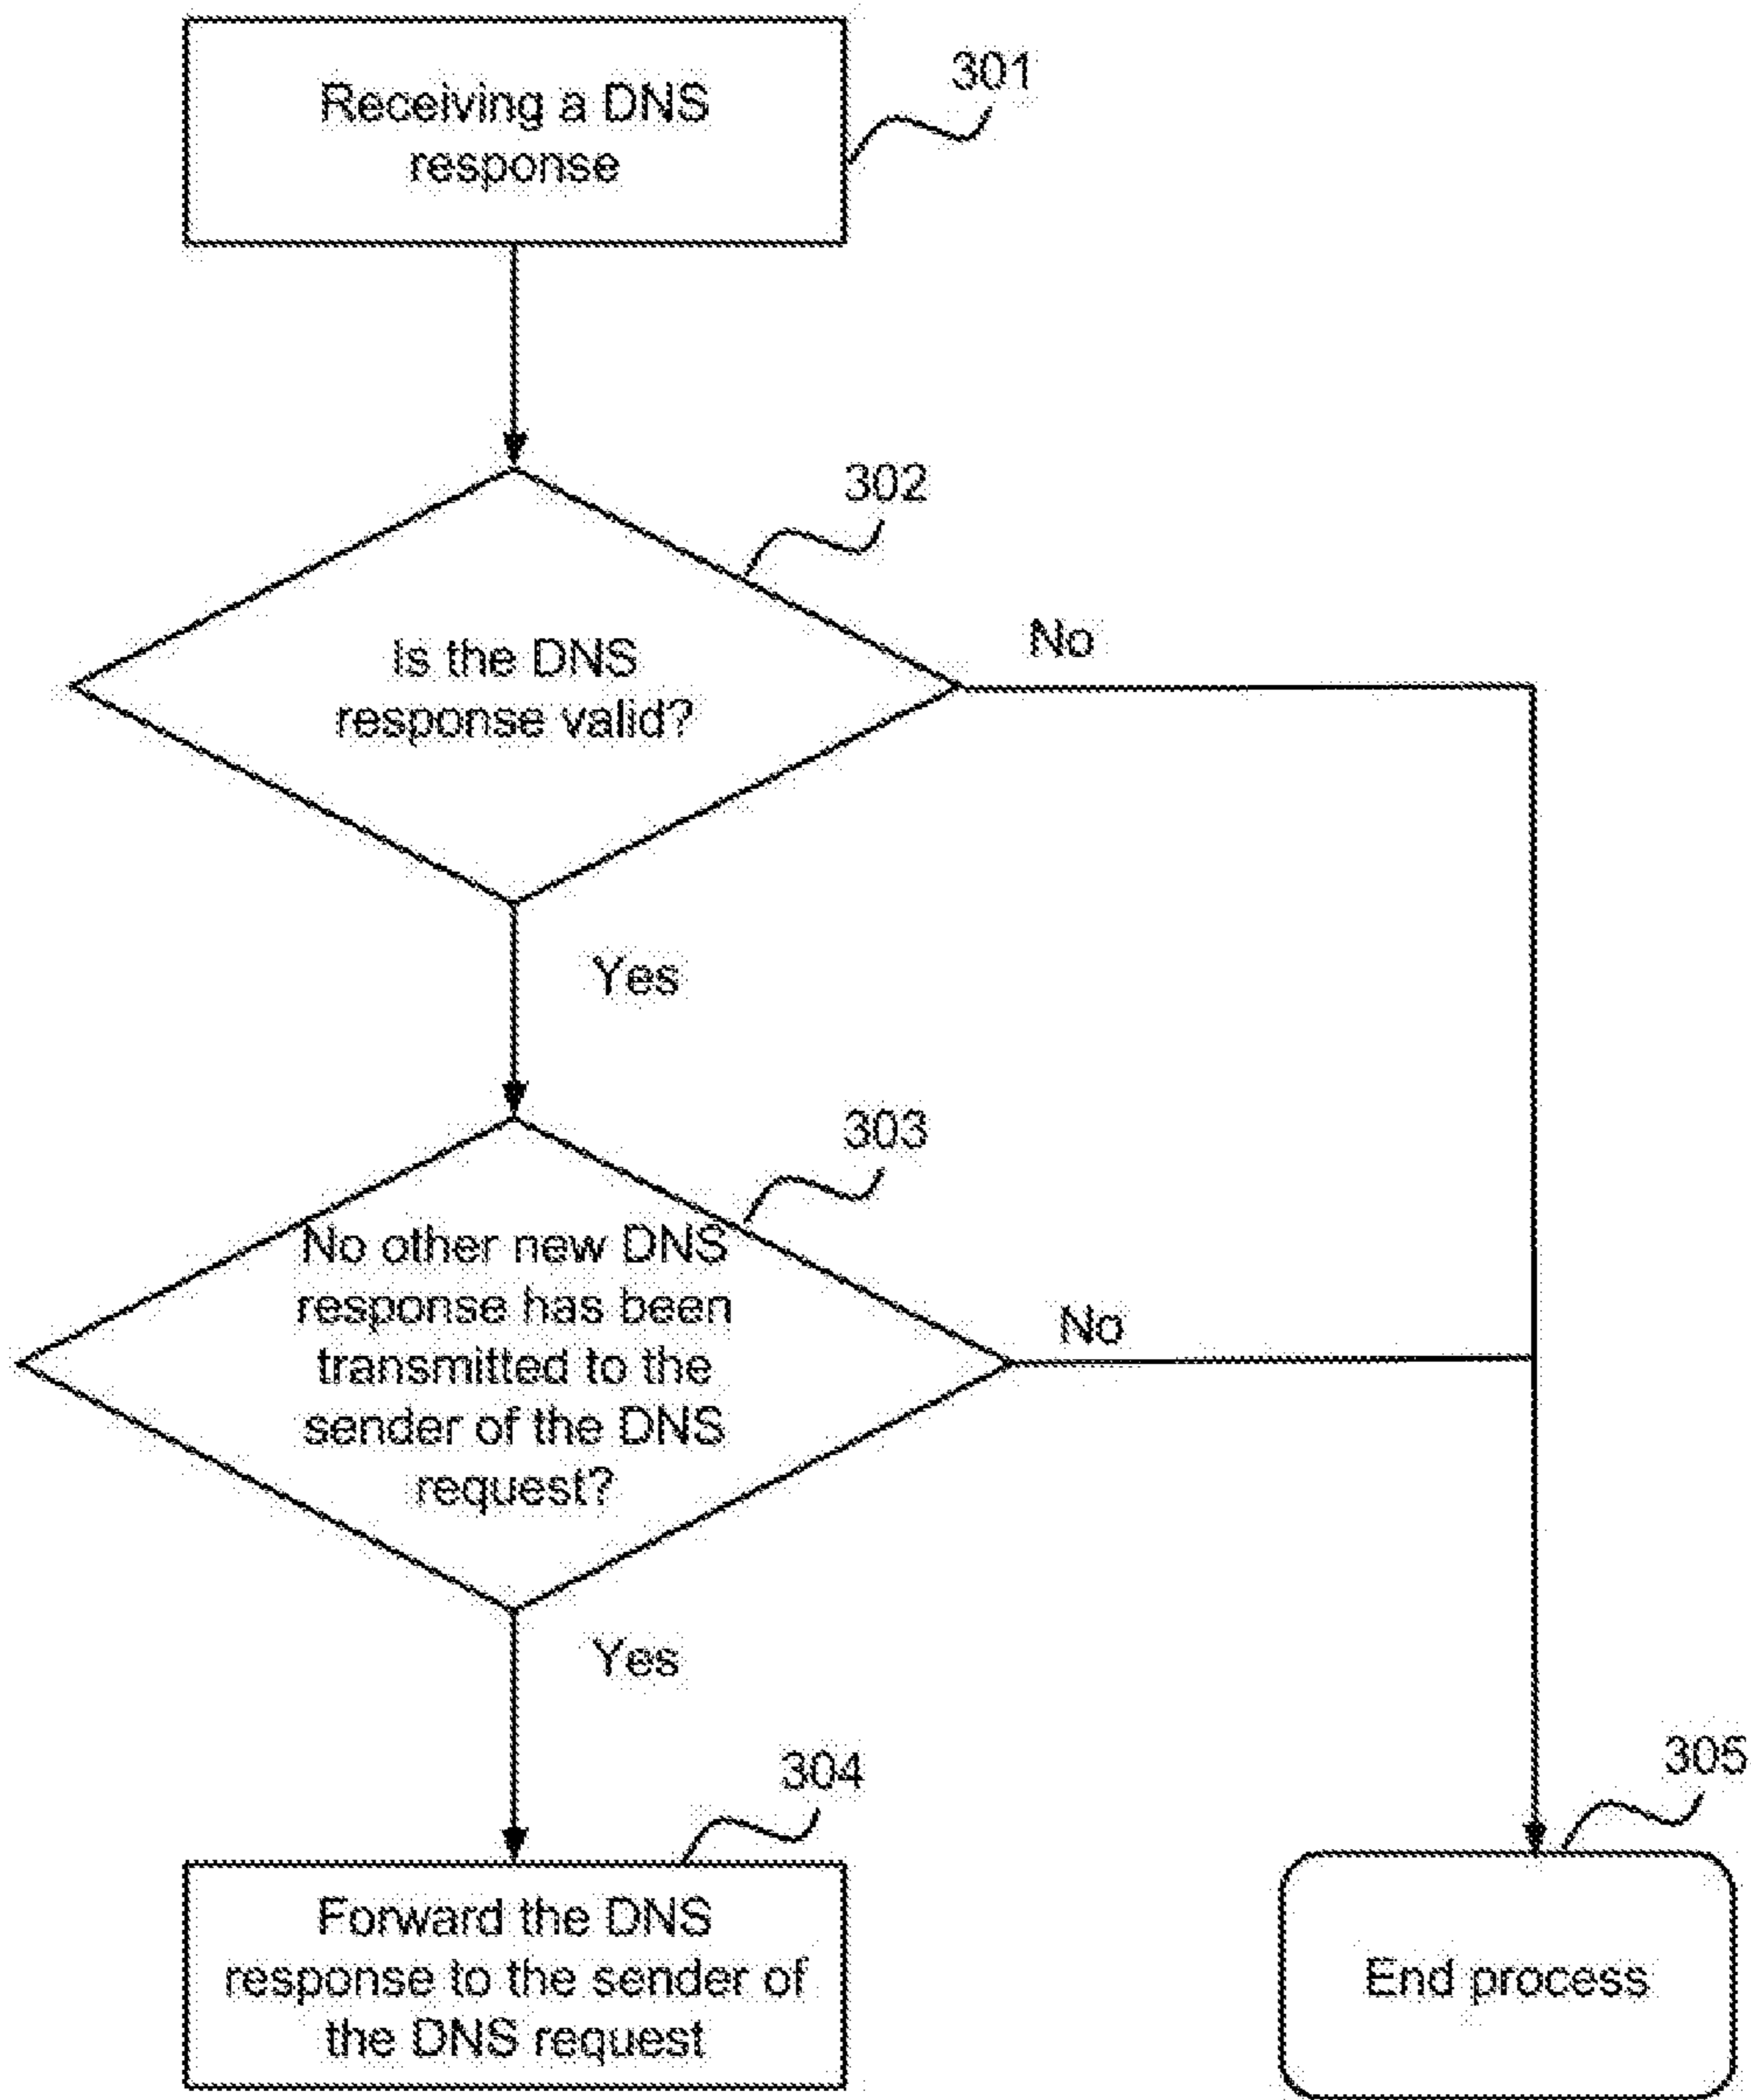 Receiving a DNS
response
301
302
Is the DNS
response valid?
No
Yes
303
No other new DNS
response has been
transmitted to the
sender of the DNS
request?
No
Yes
304
Forward the DNS
response to the sender of
the DNS request
305
End process